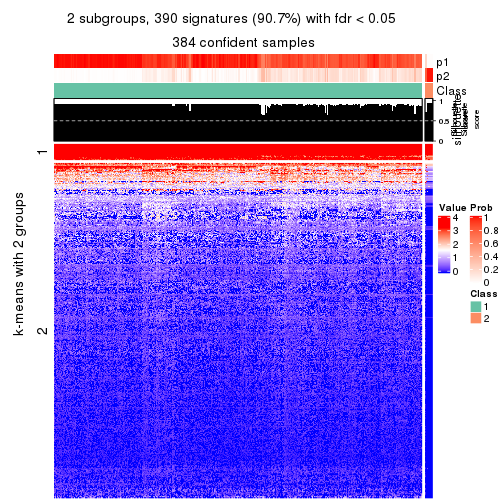 2 subgroups, 390 signatures (90.7%) with fdr < 0.05
384 confident samples
p1
p2
Class
1
0.5
0
score
k-means with 2 groups
1
2
Value
4
3
2
1
0
Prob
1
0.8
0.6
0.4
0.2
0
Class
1
2